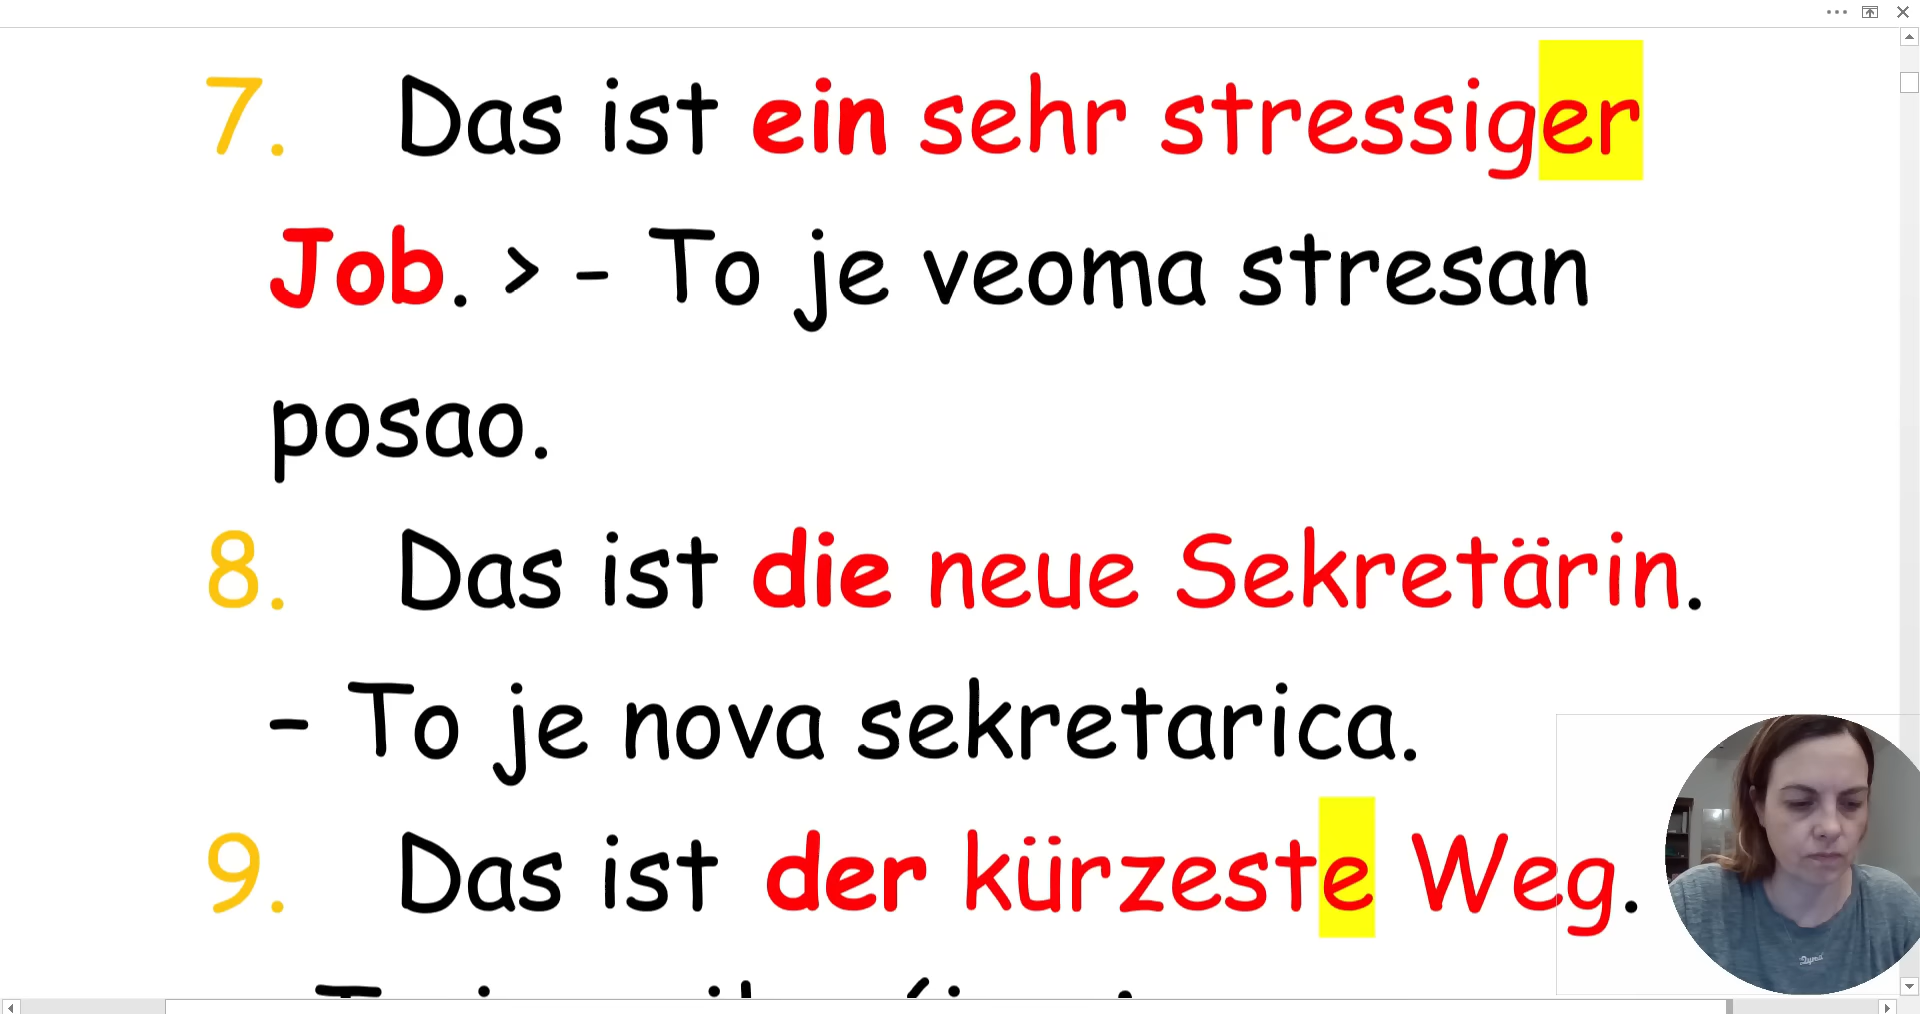 7. Das ist ein sehr stressiger
Job. > - To je veoma stresan
posao.
8. Das ist die neue Sekretärin.
- To je nova sekretarica.
9. Das ist der kürzeste Weg.